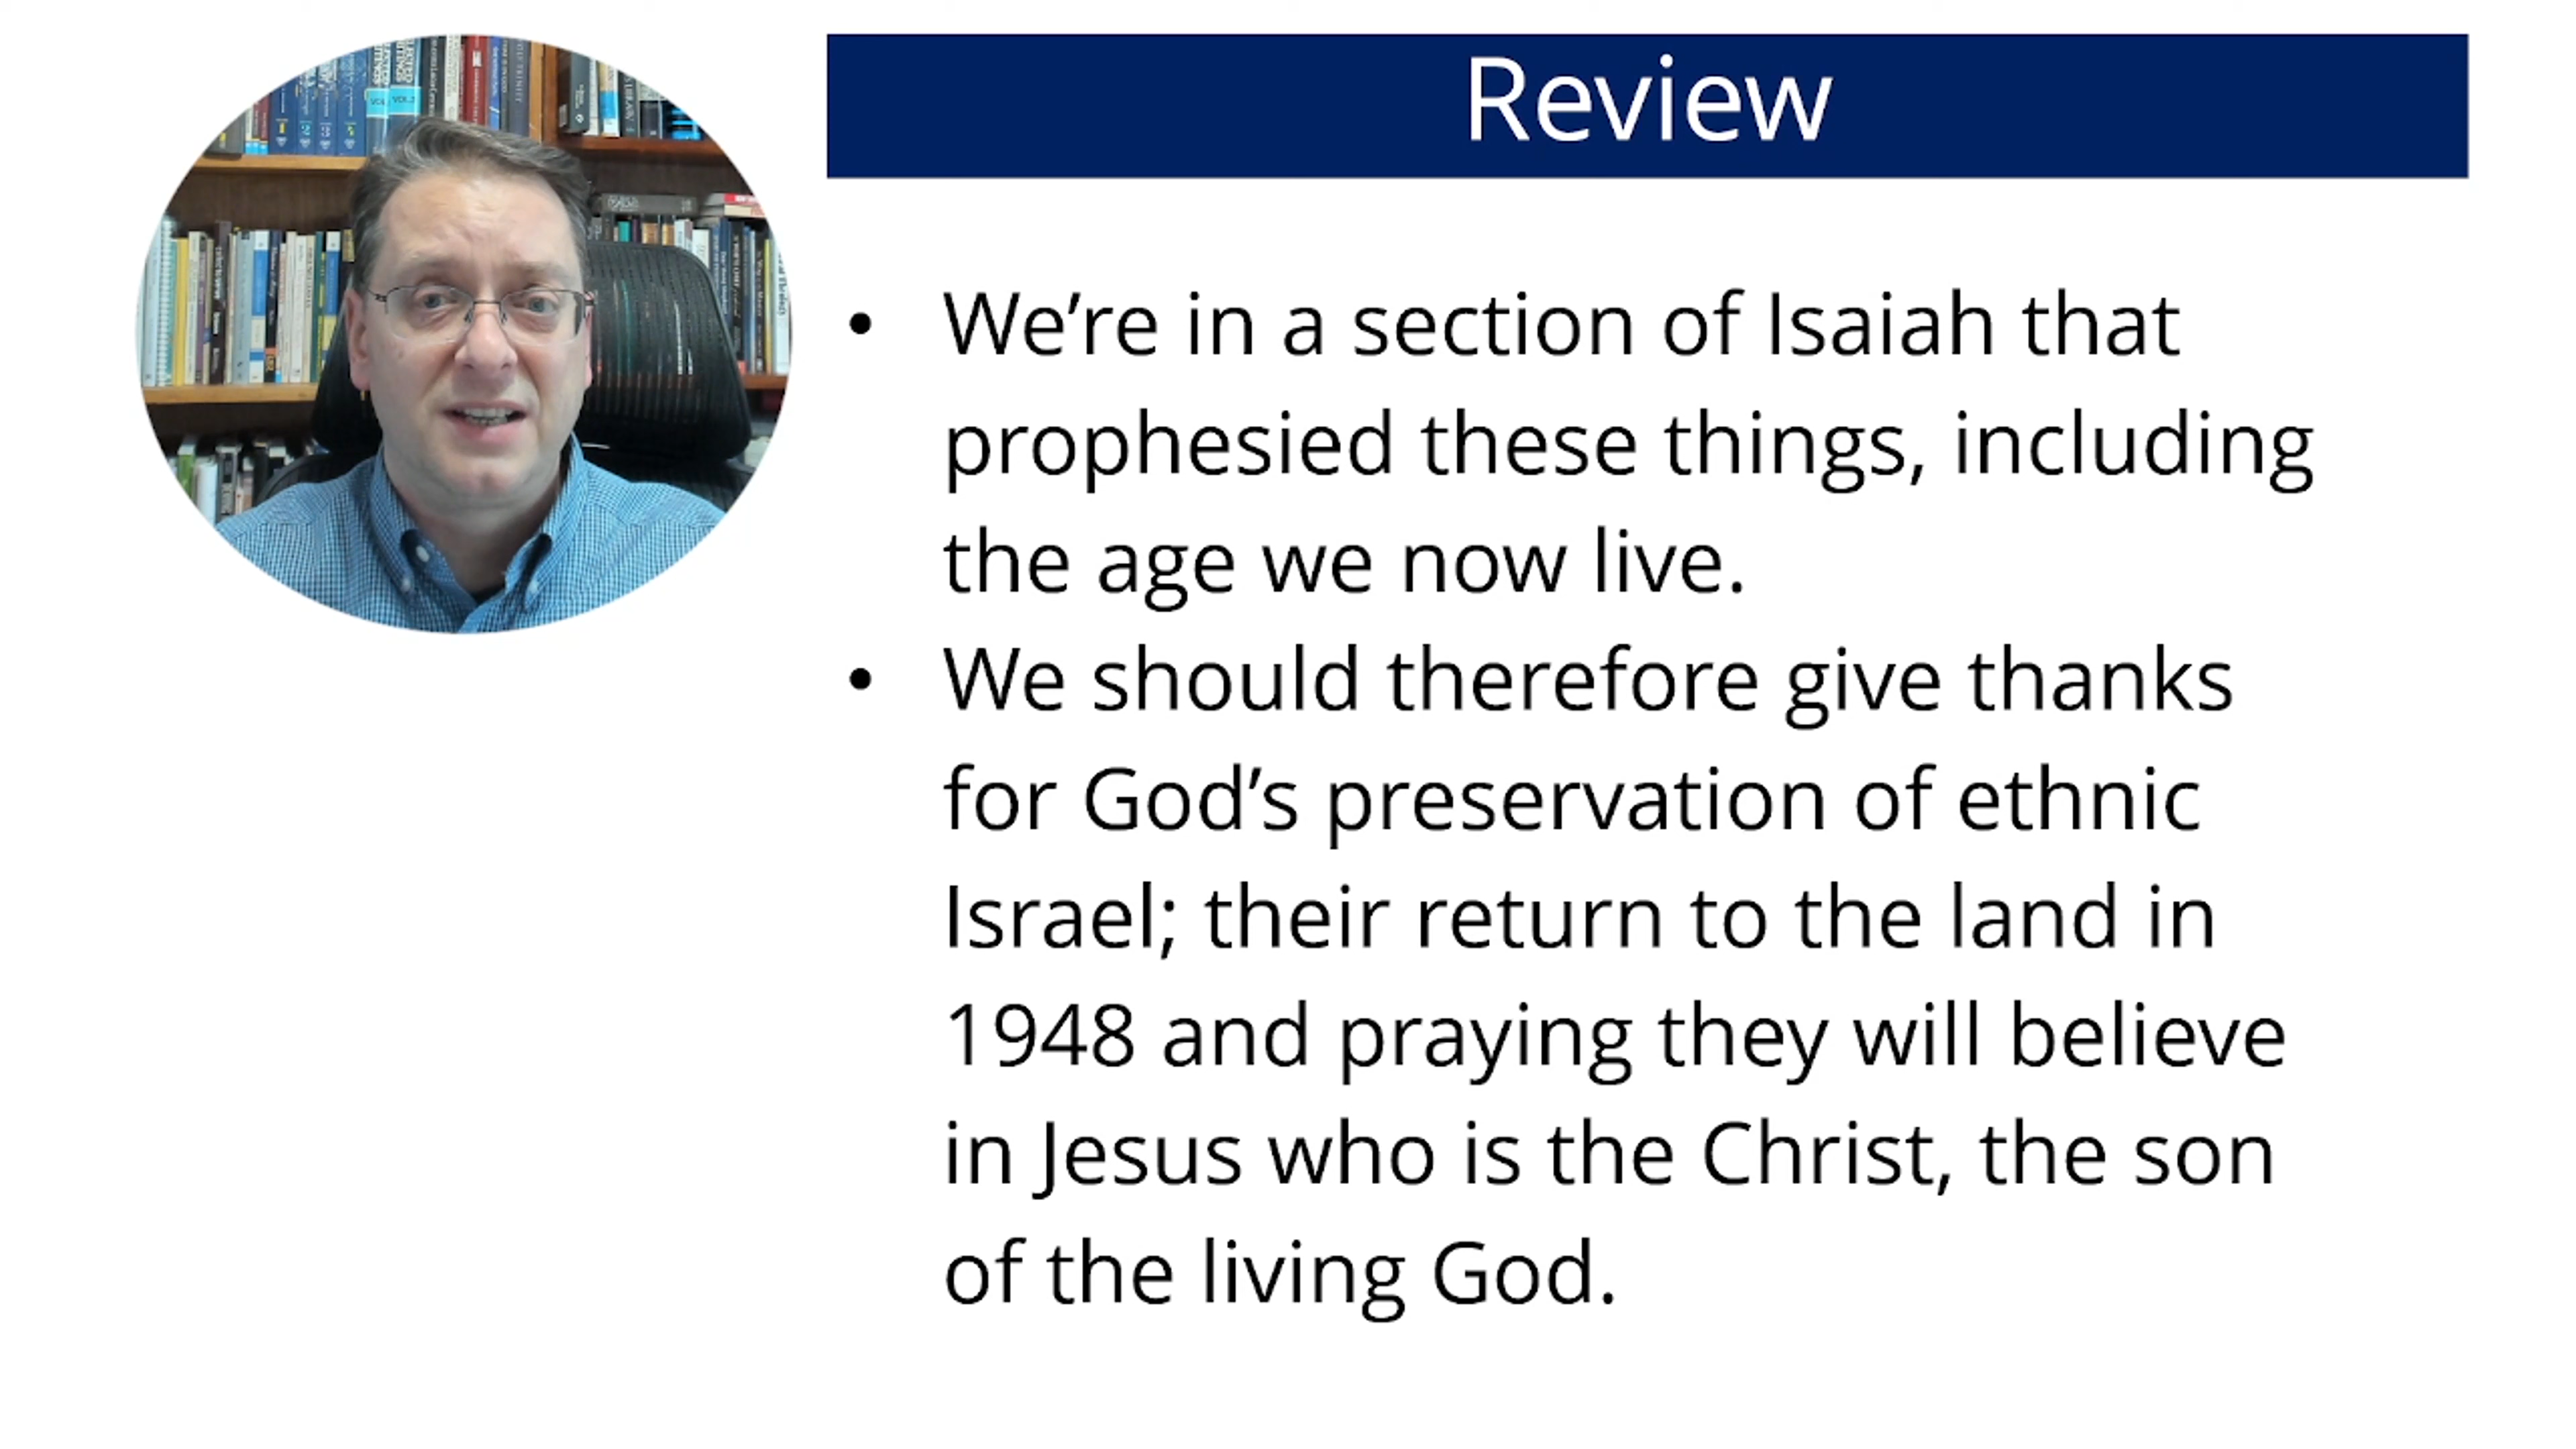 Review
• We’re in a section of Isaiah that
prophesied these things, including
the age we now live.
• We should therefore give thanks
for God’s preservation of ethnic
Israel; their return to the land in
1948 and praying they will believe
in Jesus who is the Christ, the son
of the living God.
VOL.2